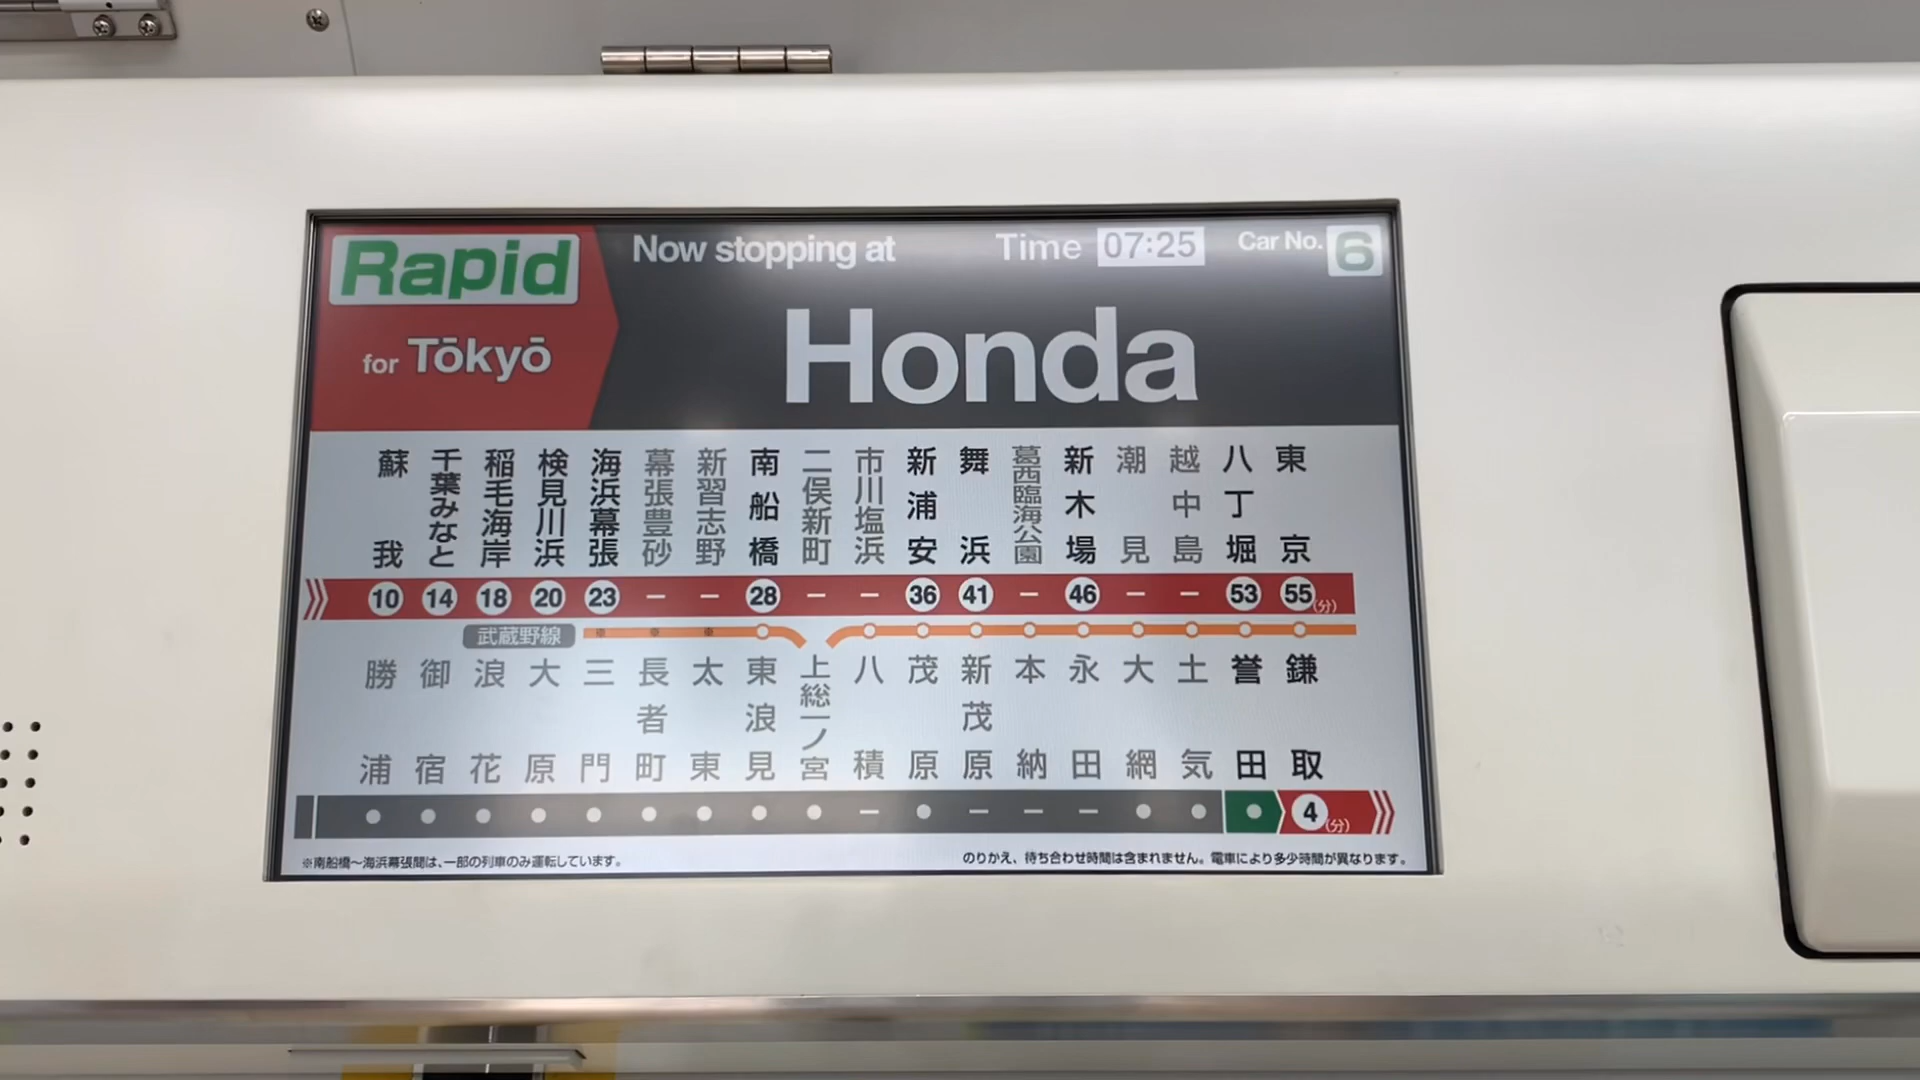 Rapid
for Tōkyō
Now stopping at
Time 07:25
Car No. 6
Honda
蘇我
千葉みなと
稲毛海岸
検見川浜
海浜幕張
幕張豊砂
新習志野
南船橋
二俣新町
市川塩浜
新浦安
舞浜
葛西臨海公園
新木場
潮見
越中島
八丁堀
東京
10 14 18 20 23 - - 28 - - 36 41 - 46 - - 53 55 (分)
武蔵野線
勝浦
御宿
浪花
大原
三門
長者町
太東
東浪見
上総一ノ宮
八積
茂原
新茂原
本納
永田
大網
土気
誉田
鎌取
4 (分)
※南船橋～海浜幕張間は、一部の列車のみ運転しています。
のりかえ、待ち合わせ時間は含まれません。電車により多少時間が異なります。